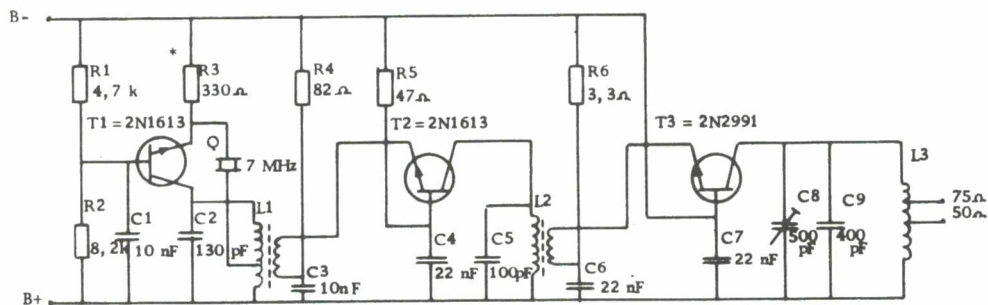 B-
R1
4,7 k
*
R3
330Ω
R4
82Ω
R5
47Ω
R6
3,3Ω
T1 = 2N1613
Q
7 MHz
T2 = 2N1613
T3 = 2N2991
L3
R2
8,2k
C1
10 nF
C2
130 pF
L1
C3
10nF
C4
22 nF
C5
100pF
L2
C6
22 nF
C7
22 nF
C8
500
pF
C9
400
pF
75Ω
50Ω
B+